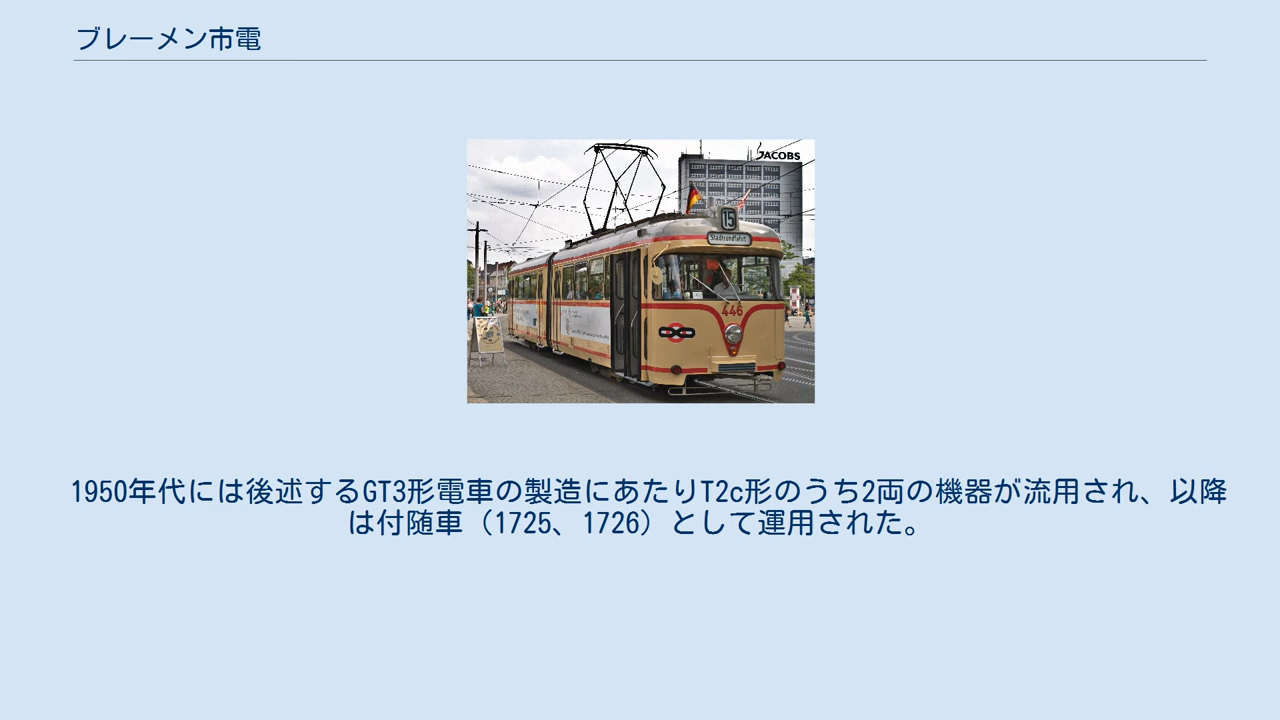 ブレーメン市電
JACOBS
15
Stadtrundfahrt
446
1950年代には後述するGT3形電車の製造にあたりT2c形のうち2両の機器が流用され、以降
は付随車（1725、1726）として運用された。